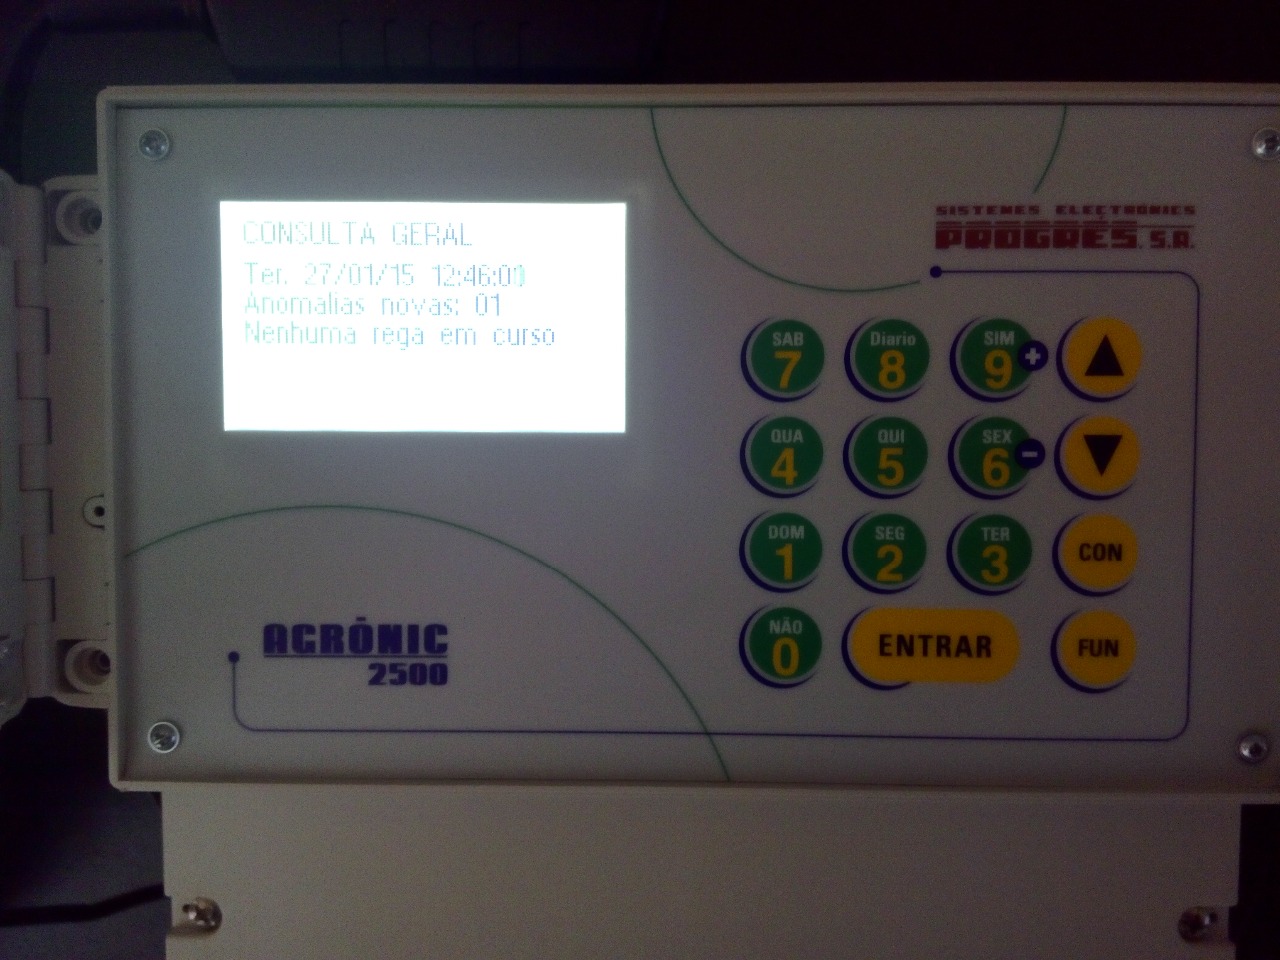 CONSULTA GERAL
Ter. 27/01/15 12:46:00
Anomalias novas: 01
Nenhuma rega em curso
SISTEMES ELECTRÒNICS
PROGRÉS, S.A.
SAB
7
Diario
8
SIM
9
+
QUA
4
QUI
5
SEX
6
-
DOM
1
SEG
2
TER
3
CON
NÃO
0
ENTRAR
FUN
AGRÒNIC
2500